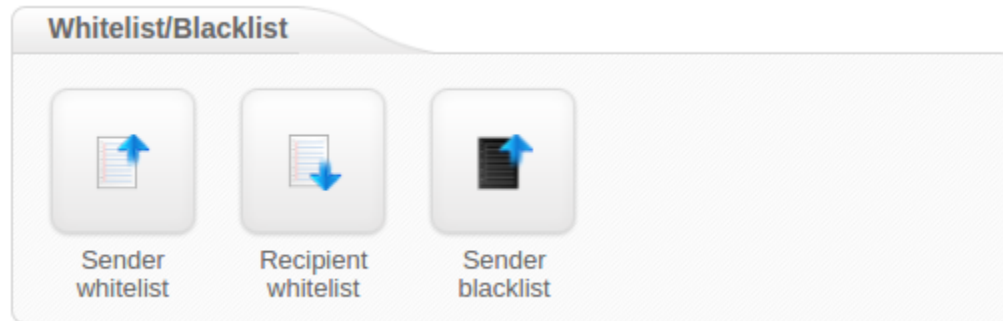 Whitelist/Blacklist
Sender
whitelist
Recipient
whitelist
Sender
blacklist